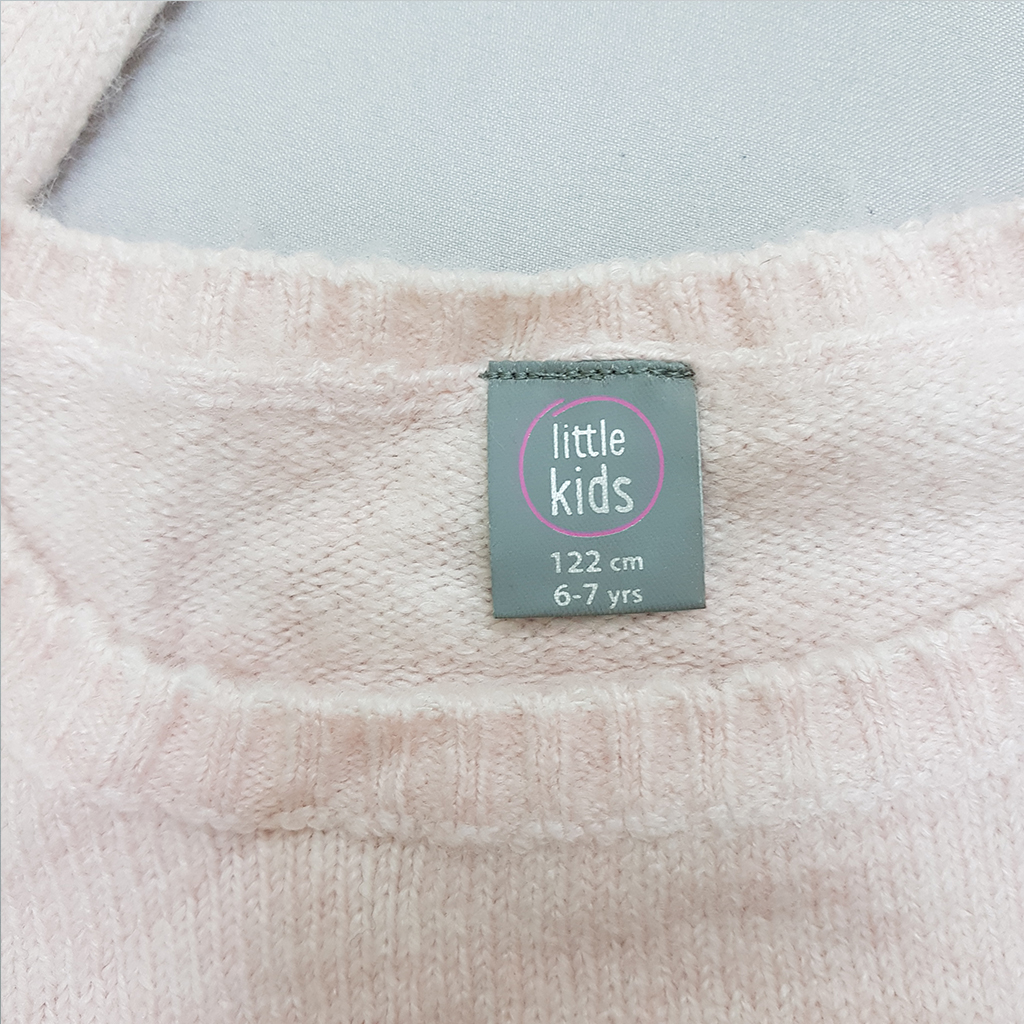 little
kids
122 cm
6-7 yrs